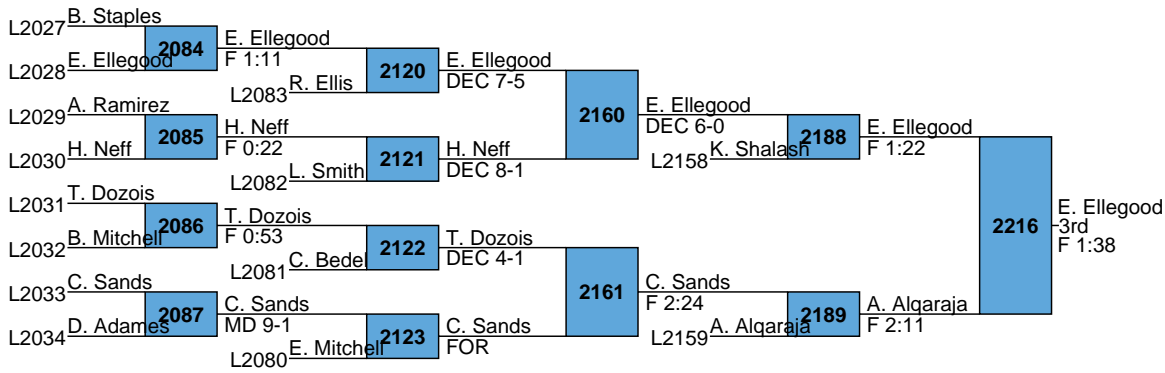 L2027 B. Staples
2084
L2028 E. Ellegood
E. Ellegood
F 1:11
2120
L2083 R. Ellis
E. Ellegood
DEC 7-5
L2029 A. Ramirez
2085
L2030 H. Neff
H. Neff
F 0:22
2121
L2082 L. Smith
H. Neff
DEC 8-1
2160
E. Ellegood
DEC 6-0
2188
L2158 K. Shalash
E. Ellegood
F 1:22
L2031 T. Dozois
2086
L2032 B. Mitchell
T. Dozois
F 0:53
2122
L2081 C. Bedel
T. Dozois
DEC 4-1
L2033 C. Sands
2087
L2034 D. Adames
C. Sands
MD 9-1
2123
L2080 E. Mitchell
C. Sands
FOR
2161
C. Sands
F 2:24
2189
L2159 A. Alqaraja
A. Alqaraja
F 2:11
2216
E. Ellegood
3rd
F 1:38